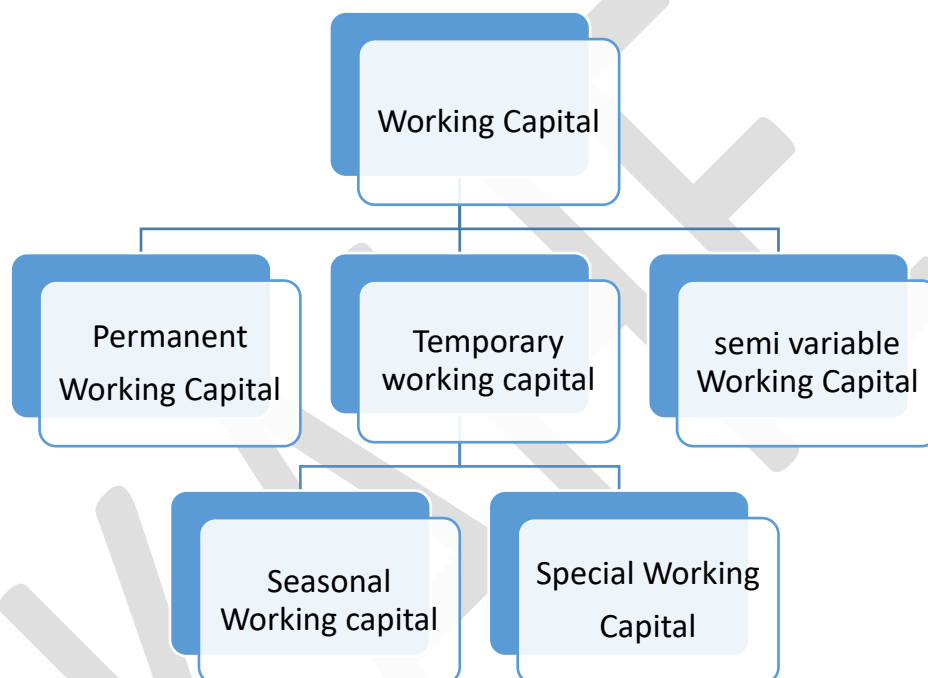 Working Capital
Permanent
Working Capital
Temporary
working capital
semi variable
Working Capital
Seasonal
Working capital
Special Working
Capital